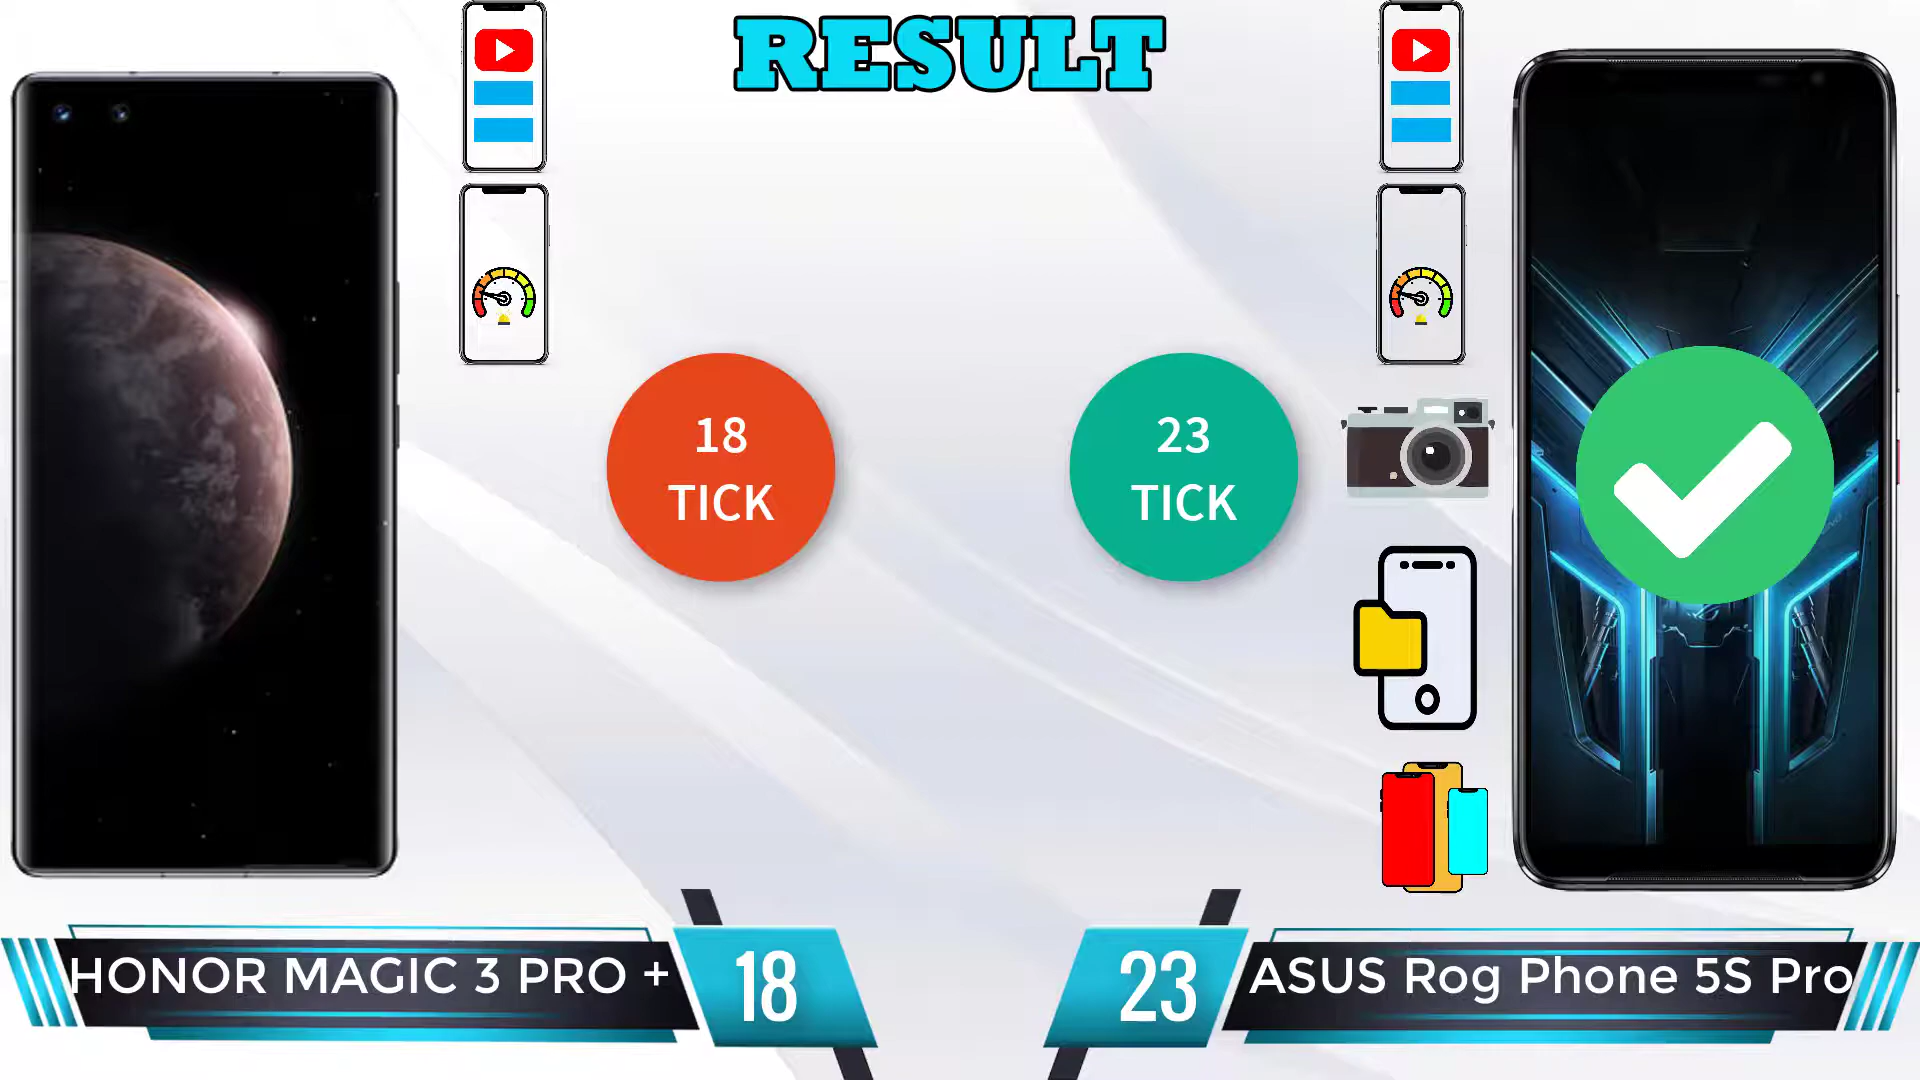 RESULT
18
TICK
23
TICK
HONOR MAGIC 3 PRO +
18
23
ASUS Rog Phone 5S Pro